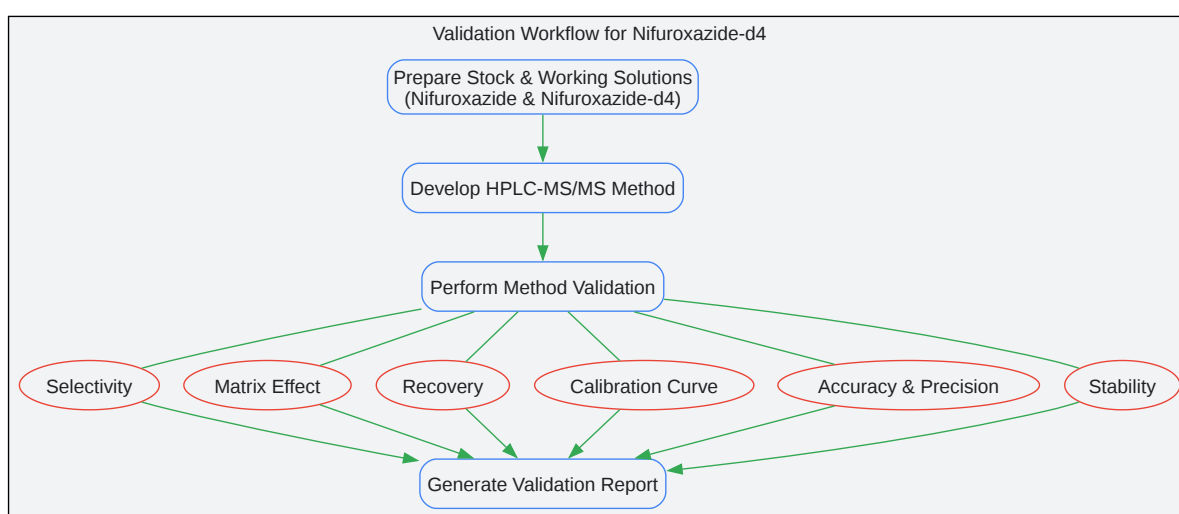 Validation Workflow for Nifuroxazide-d4
Prepare Stock & Working Solutions
(Nifuroxazide & Nifuroxazide-d4)
Develop HPLC-MS/MS Method
Perform Method Validation
Selectivity
Matrix Effect
Recovery
Calibration Curve
Accuracy & Precision
Stability
Generate Validation Report